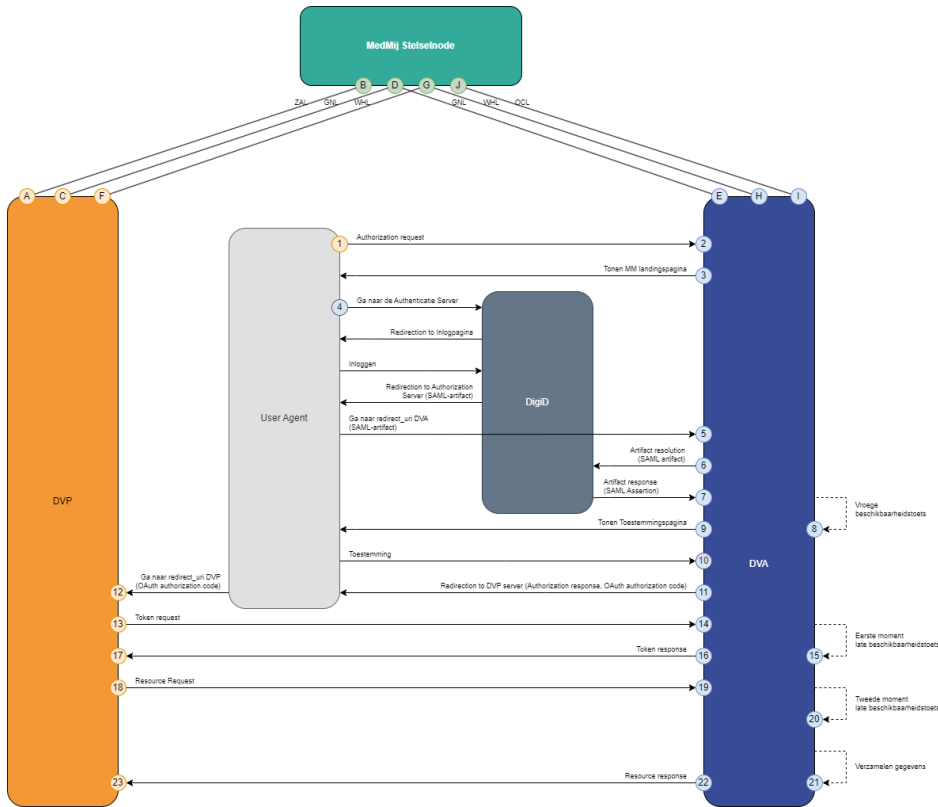 MedMij Stelselnode
B
D
G
J
ZAL
GNL
WHL
GNL
WHL
OCL
A
C
F
E
H
I
1
Authorization request
2
Tonen MM landingspagina
3
4
Ga naar de Authenticatie Server
Redirection to Inlogpagina
Inloggen
Redirection to Authorization
Server (SAML-artifact)
DigiD
User Agent
Ga naar redirect_uri DVA
(SAML-artifact)
5
Artifact resolution
(SAML artifact)
6
Artifact response
(SAML Assertion)
7
DVP
Vroege
beschikbaarheidstoets
Tonen Toestemmingspagina
9
8
Toestemming
10
DVA
Ga naar redirect_uri DVP
(OAuth authorization code)
12
Redirection to DVP server (Authorization response, OAuth authorization code)
11
13
Token request
14
Eerste moment
late beschikbaarheidstoets
17
Token response
16
15
18
Resource Request
19
Tweede moment
late beschikbaarheidstoets
20
Verzamelen gegevens
23
Resource response
22
21